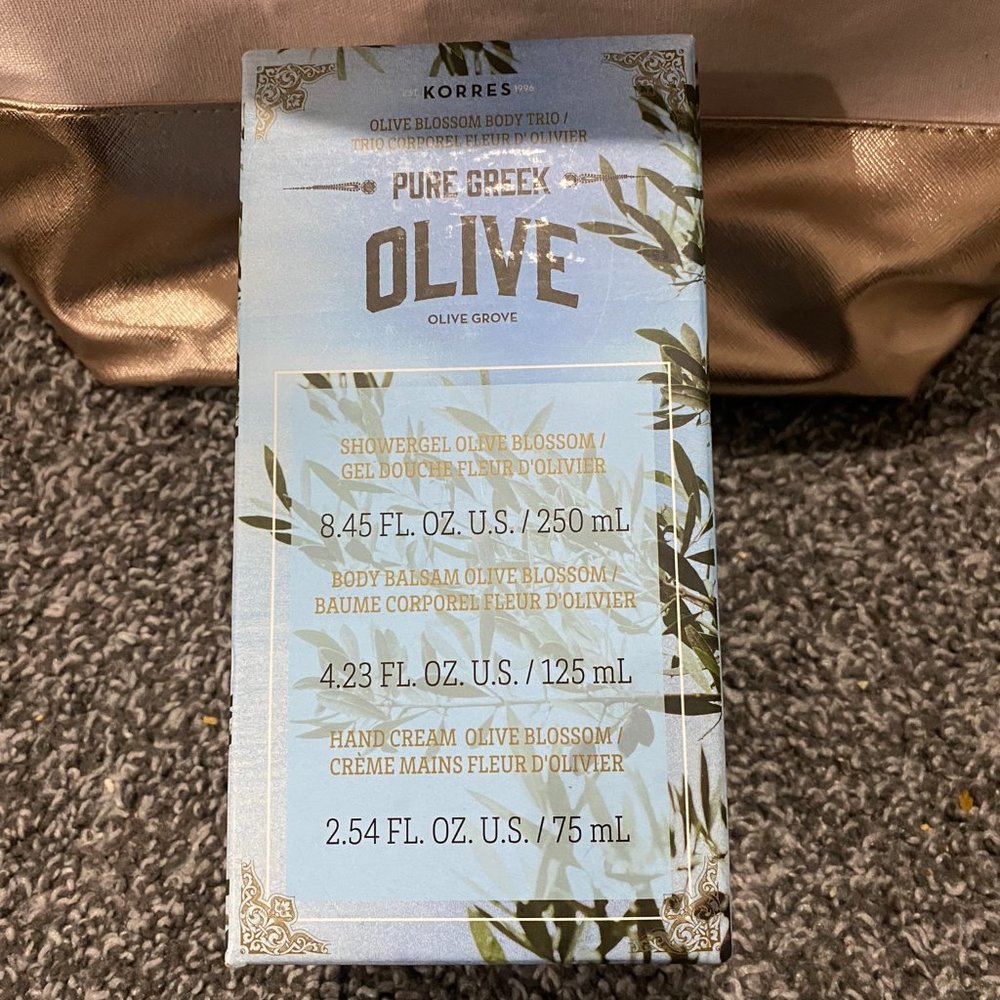 EST KORRES 1996
OLIVE BLOSSOM BODY TRIO /
TRIO CORPOREL FLEUR D'OLIVIER
PURE GREEK
OLIVE
OLIVE GROVE
SHOWERGEL OLIVE BLOSSOM /
GEL DOUCHE FLEUR D'OLIVIER
8.45 FL. OZ. U.S. / 250 mL
BODY BALSAM OLIVE BLOSSOM /
BAUME CORPOREL FLEUR D'OLIVIER
4.23 FL. OZ. U.S. / 125 mL
HAND CREAM OLIVE BLOSSOM /
CRÈME MAINS FLEUR D'OLIVIER
2.54 FL. OZ. U.S. / 75 mL